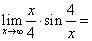 lim x→∞ x/4 · sin 4/x =